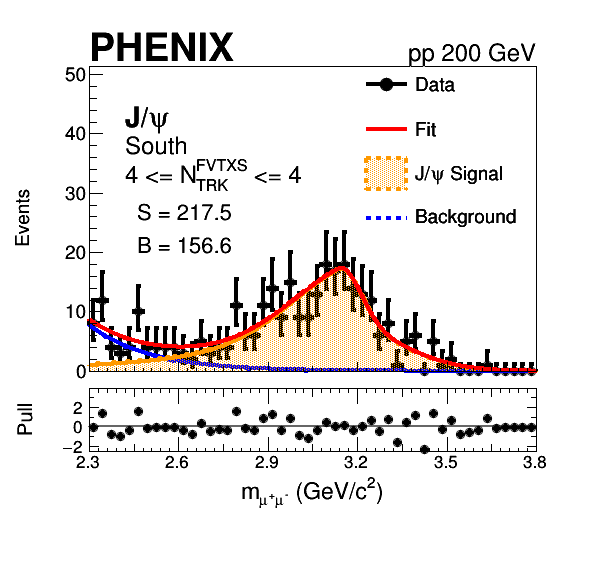 PHENIX pp 200 GeV
50
40
30
20
10
0
Events
J/ψ
South
4 <= N_TRK^FVTXS <= 4
S = 217.5
B = 156.6
Data
Fit
J/ψ Signal
Background
Pull
2
0
−2
2.3 2.6 2.9 3.2 3.5 3.8
m_μ⁺μ⁻ (GeV/c²)